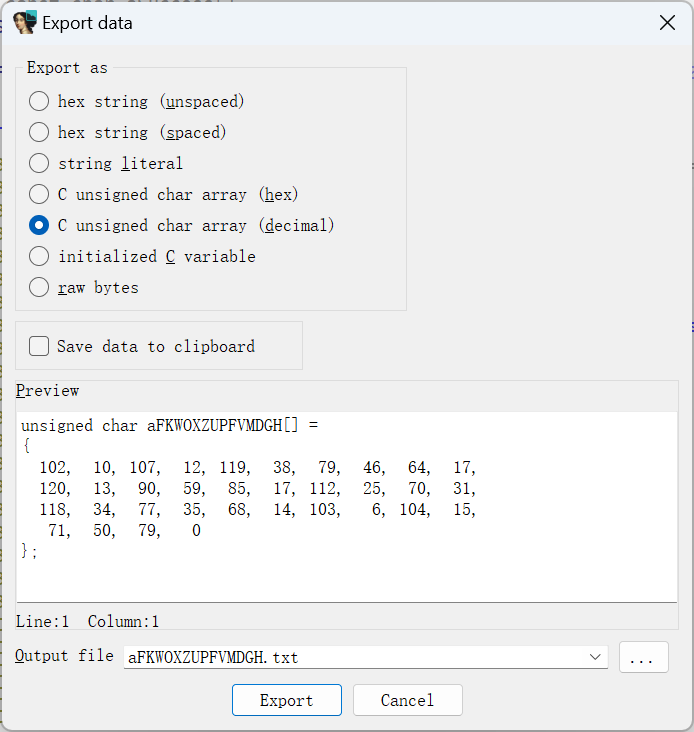 Export data
Export as
hex string (unspaced)
hex string (spaced)
string literal
C unsigned char array (hex)
C unsigned char array (decimal)
initialized C variable
raw bytes
Save data to clipboard
Preview
unsigned char aFKWOXZUPFVMDGH[] =
{
  102,  10, 107,  12, 119,  38,  79,  46,  64,  17,
  120,  13,  90,  59,  85,  17, 112,  25,  70,  31,
  118,  34,  77,  35,  68,  14, 103,   6, 104,  15,
   71,  50,  79,   0
};
Line:1  Column:1
Output file aFKWOXZUPFVMDGH.txt ...
Export Cancel